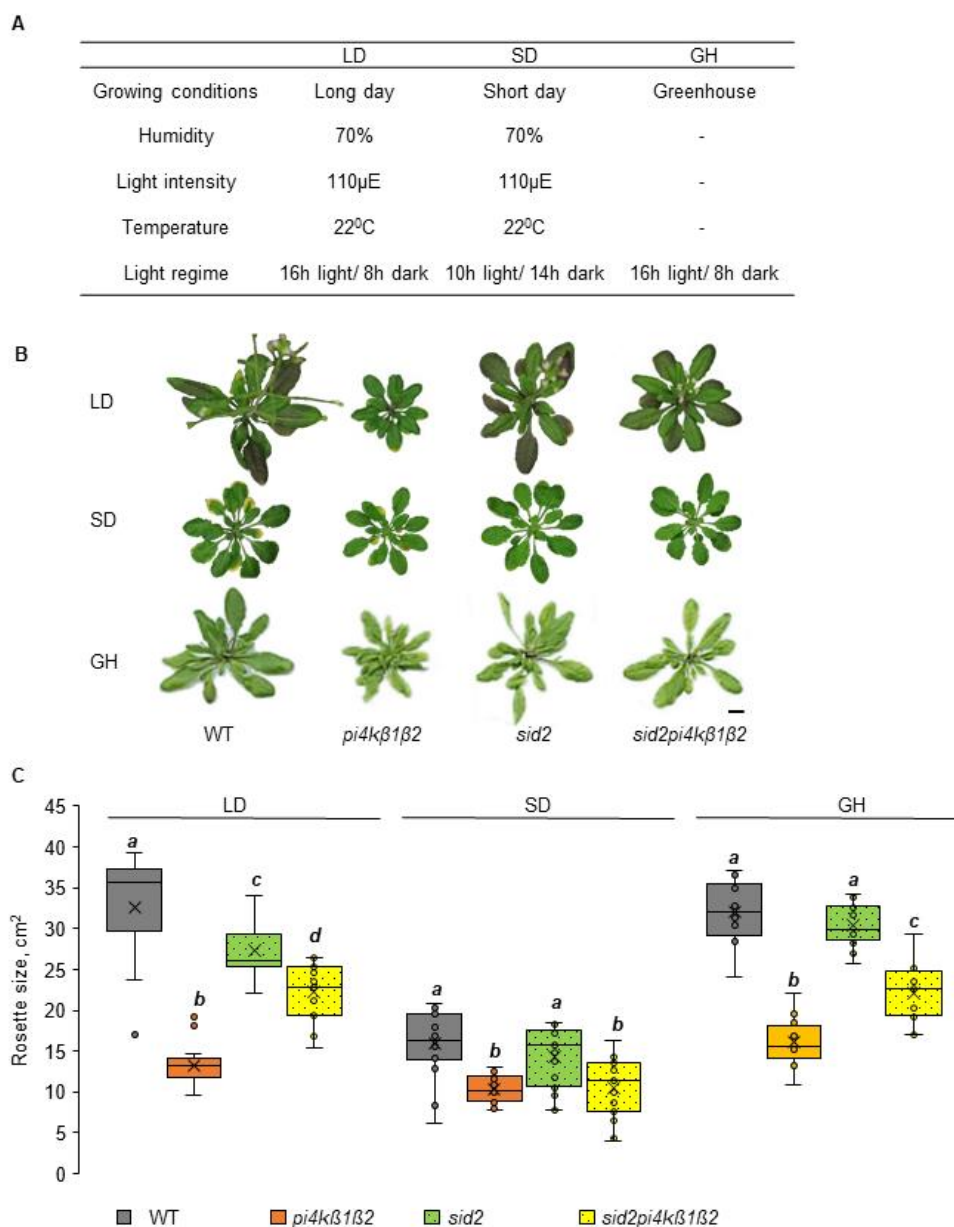 A
LD SD GH
Growing conditions Long day Short day Greenhouse
Humidity 70% 70% -
Light intensity 110µE 110µE -
Temperature 22⁰C 22⁰C -
Light regime 16h light/ 8h dark 10h light/ 14h dark 16h light/ 8h dark
B
LD
SD
GH
WT pi4kβ1β2 sid2 sid2pi4kβ1β2
C
LD SD GH
Rosette size, cm²
45
40
35
30
25
20
15
10
5
0
a b c d
a b a b
a b a c
WT pi4kß1ß2 sid2 sid2pi4kß1ß2